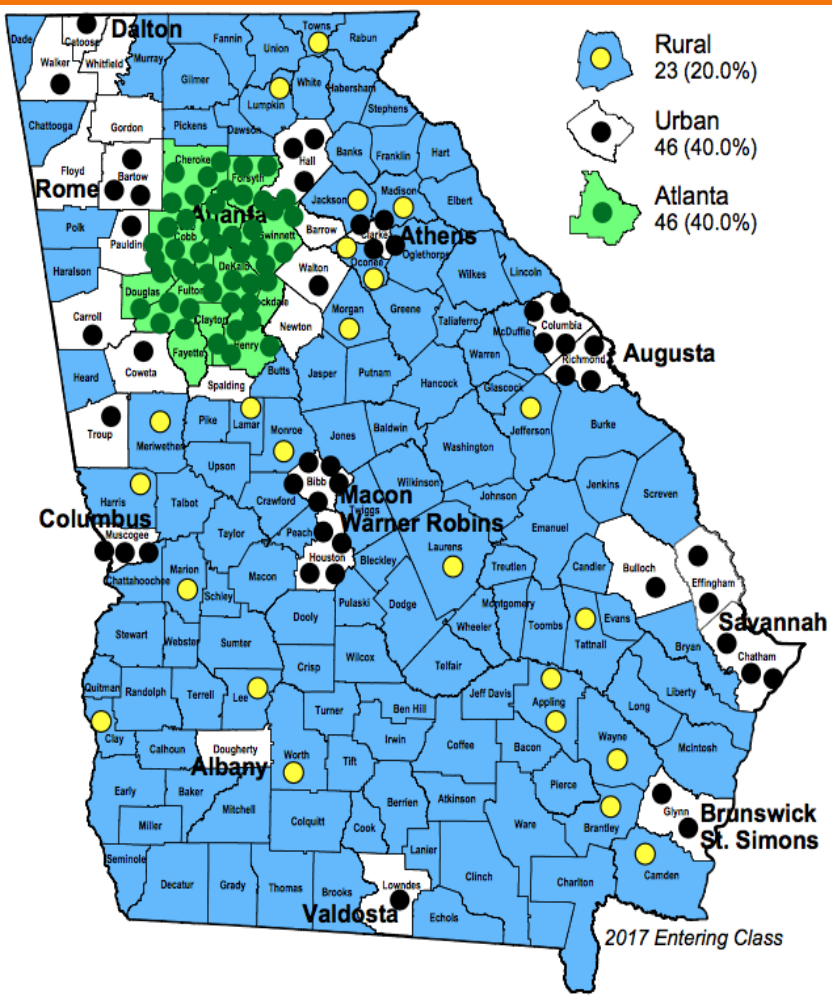 Rural
23 (20.0%)
Urban
46 (40.0%)
Atlanta
46 (40.0%)
Dalton
Dade
Catoosa
Walker
Whitfield
Murray
Fannin
Union
Towns
Rabun
Gilmer
Lumpkin
White
Habersham
Stephens
Chattooga
Gordon
Pickens
Dawson
Hall
Banks
Franklin
Hart
Floyd
Rome
Bartow
Cheroke
Forsyth
Jackson
Madison
Elbert
Atlanta
Polk
Paulding
Cobb
Gwinnett
Barrow
Clarke
Athens
Oconee
Oglethorpe
Haralson
Douglas
Fulton
DeKalb
Rockdale
Walton
Wilkes
Lincoln
Carroll
Clayton
Newton
Morgan
Greene
Taliaferro
McDuffie
Columbia
Augusta
Richmond
Heard
Coweta
Fayette
Henry
Butts
Jasper
Putnam
Hancock
Warren
Glascock
Spalding
Troup
Meriwether
Pike
Lamar
Monroe
Jones
Baldwin
Washington
Jefferson
Burke
Upson
Harris
Talbot
Crawford
Bibb
Macon
Twiggs
Wilkinson
Johnson
Jenkins
Screven
Emanuel
Columbus
Muscogee
Taylor
Peach
Warner Robins
Houston
Bleckley
Laurens
Treutlen
Candler
Bulloch
Effingham
Chattahoochee
Marion
Schley
Macon
Pulaski
Dodge
Montgomery
Wheeler
Toombs
Tattnall
Evans
Savannah
Bryan
Chatham
Stewart
Webster
Sumter
Dooly
Crisp
Wilcox
Telfair
Quitman
Randolph
Terrell
Lee
Turner
Ben Hill
Jeff Davis
Appling
Long
Liberty
Clay
Calhoun
Dougherty
Albany
Worth
Tift
Irwin
Coffee
Bacon
Wayne
McIntosh
Early
Baker
Mitchell
Colquitt
Berrien
Atkinson
Pierce
Glynn
Brunswick
St. Simons
Miller
Cook
Ware
Brantley
Seminole
Decatur
Grady
Thomas
Brooks
Lanier
Lowndes
Valdosta
Echols
Clinch
Charlton
Camden
2017 Entering Class